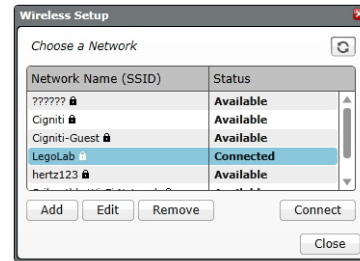 Wireless Setup
Choose a Network
Network Name (SSID) Status
?????? Available
Cigniti Available
Cigniti-Guest Available
LegoLab Connected
hertz123 Available
Add Edit Remove Connect
Close